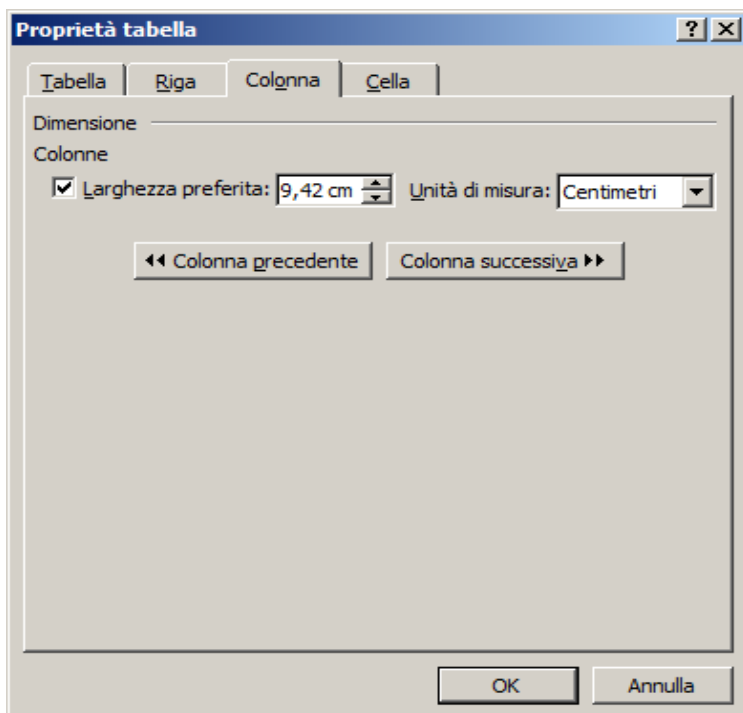 Proprietà tabella
Tabella Riga Colonna Cella
Dimensione
Colonne
Larghezza preferita: 9,42 cm Unità di misura: Centimetri
Colonna precedente Colonna successiva
OK Annulla